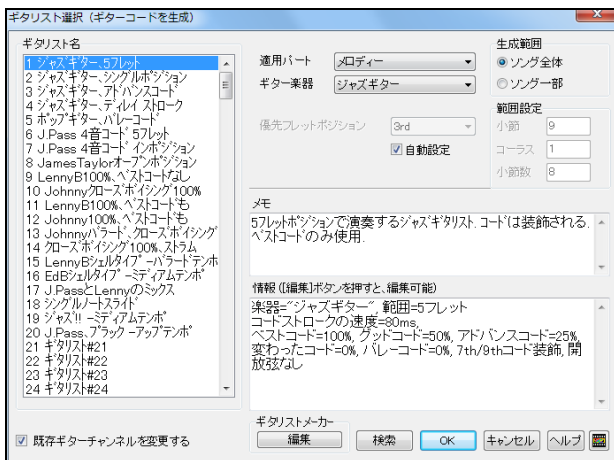 ギタリスト選択（ギターコードを生成）
ギタリスト名
1 ジャズギター、5フレット
2 ジャズギター、シングルポジション
3 ジャズギター、アドバンスコード
4 ジャズギター、ディレイ ストローク
5 ポップギター、バレーコード
6 J.Pass 4音コード 5フレット
7 J.Pass 4音コード インポジション
8 JamesTaylorオープンポジション
9 LennyB100%、ベストコードなし
10 Johnnyクローズボイシング100%
11 LennyB100%、ベストコードも
12 Johnny100%、ベストコードも
13 Johnnyバラード、クローズボイシング
14 クローズボイシング100%、ストラム
15 LennyBシェルタイプ -バラードテンポ
16 EdBシェルタイプ -ミディアムテンポ
17 J.PassとLennyのミックス
18 シングルノートスライド
19 ジャズ!! -ミディアムテンポ
20 J.Pass、ブラック -アップテンポ
21 ギタリスト#21
22 ギタリスト#22
23 ギタリスト#23
24 ギタリスト#24
既存ギターチャンネルを変更する
適用パート メロディー
ギター楽器 ジャズギター
優先フレットポジション 3rd
自動設定
生成範囲
ソング全体
ソング一部
範囲設定
小節 9
コーラス 1
小節数 8
メモ
5フレットポジションで演奏するジャズギタリスト. コードは装飾される.
ベストコードのみ使用.
情報 ([編集]ボタンを押すと、編集可能)
楽器="ジャズギター", 範囲=5フレット
コードストロークの速度=80ms,
ベストコード=100%, グッドコード=50%, アドバンスコード=25%,
変わったコード=0%, バレーコード=0%, 7th/9thコード装飾, 開
放弦なし
ギタリストメーカー
編集 検索 OK キャンセル ヘルプ